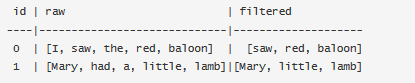 id | raw | filtered
----|-----------------------------|--------------------
0 | [I, saw, the, red, baloon] | [saw, red, baloon]
1 | [Mary, had, a, little, lamb]|[Mary, little, lamb]